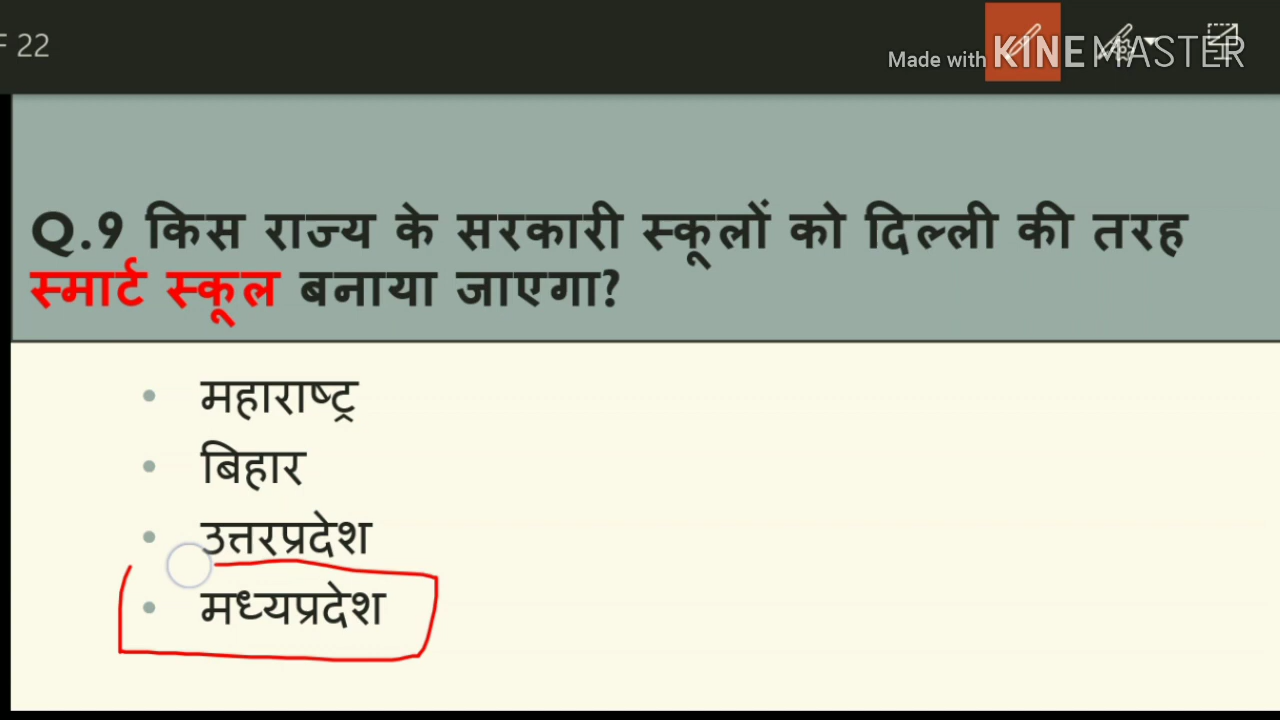 F 22
Made with KINEMASTER
Q.9 किस राज्य के सरकारी स्कूलों को दिल्ली की तरह
स्मार्ट स्कूल बनाया जाएगा?
• महाराष्ट्र
• बिहार
• उत्तरप्रदेश
• मध्यप्रदेश